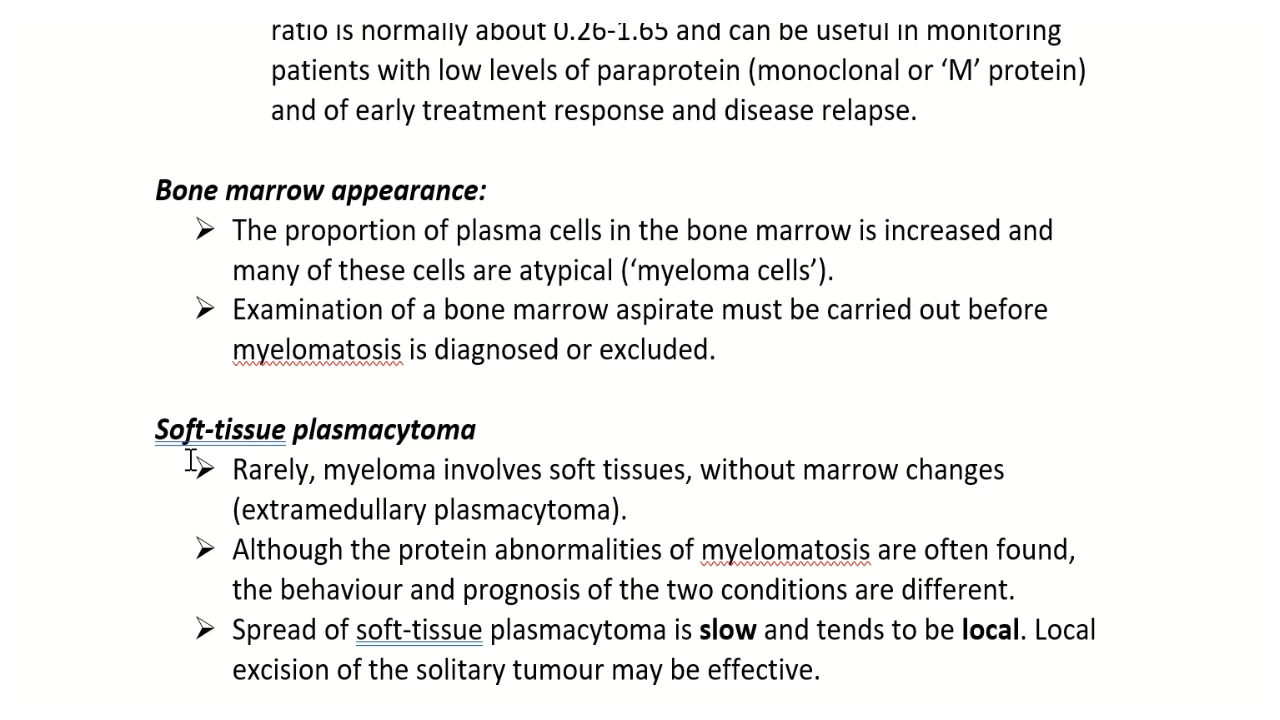 ratio is normally about 0.26-1.65 and can be useful in monitoring
patients with low levels of paraprotein (monoclonal or ‘M’ protein)
and of early treatment response and disease relapse.
Bone marrow appearance:
➢ The proportion of plasma cells in the bone marrow is increased and
many of these cells are atypical (‘myeloma cells’).
➢ Examination of a bone marrow aspirate must be carried out before
myelomatosis is diagnosed or excluded.
Soft-tissue plasmacytoma
➢ Rarely, myeloma involves soft tissues, without marrow changes
(extramedullary plasmacytoma).
➢ Although the protein abnormalities of myelomatosis are often found,
the behaviour and prognosis of the two conditions are different.
➢ Spread of soft-tissue plasmacytoma is slow and tends to be local. Local
excision of the solitary tumour may be effective.